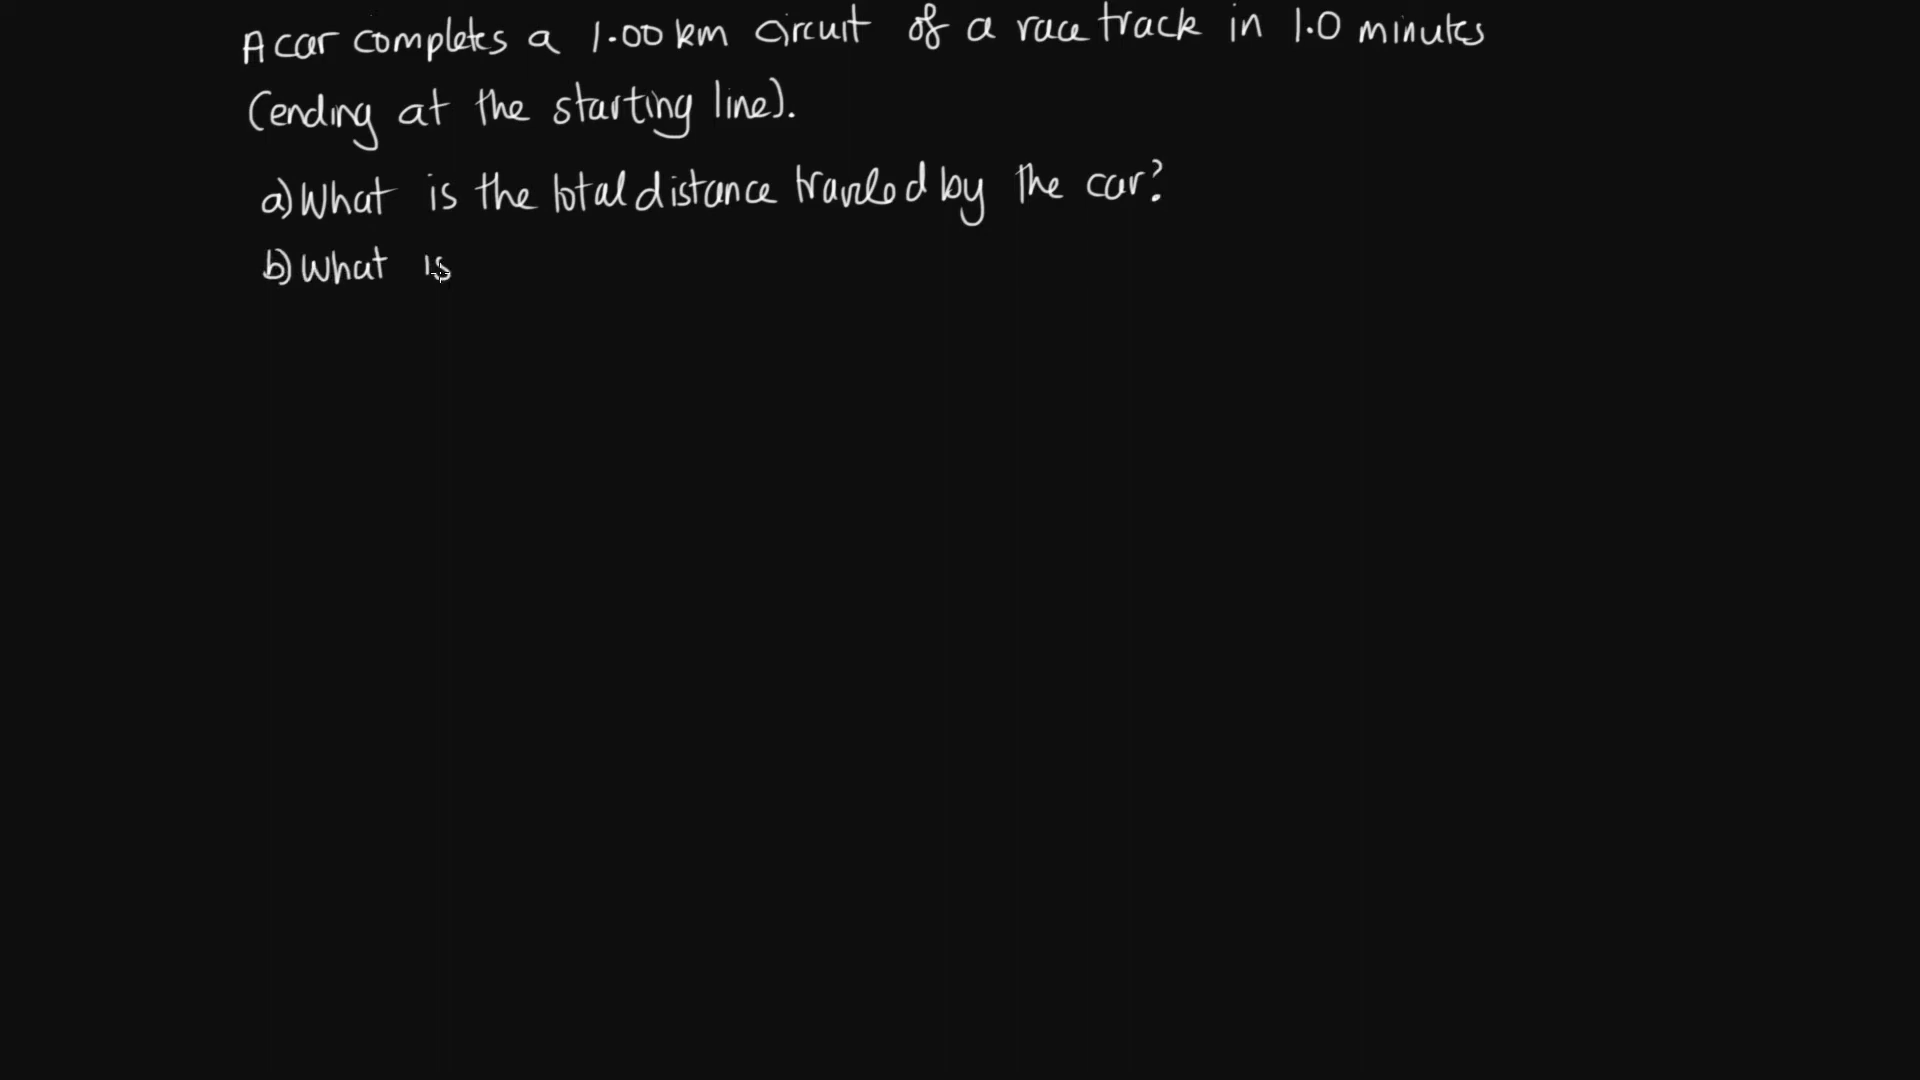 A car completes a 1.00 km circuit of a race track in 1.0 minutes
(ending at the starting line).
a) What is the total distance traveled by the car?
b) What is